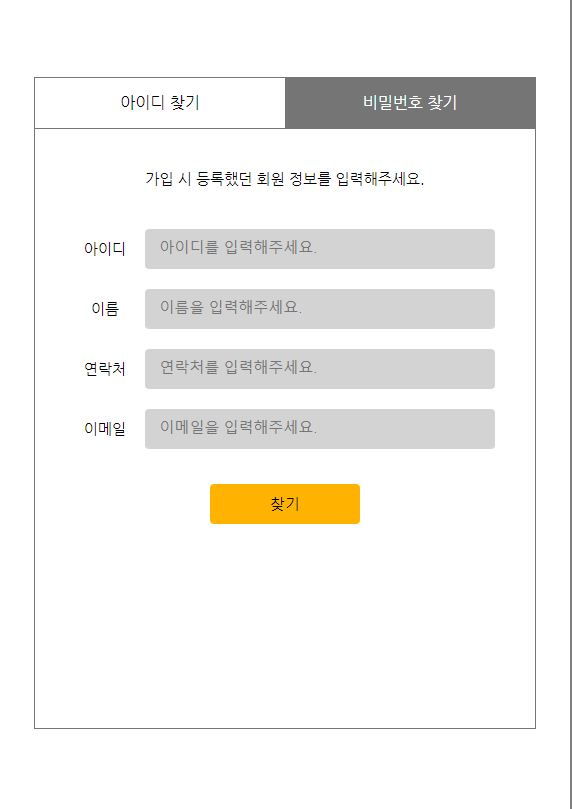 아이디 찾기
비밀번호 찾기
가입 시 등록했던 회원 정보를 입력해주세요.
아이디 아이디를 입력해주세요.
이름 이름을 입력해주세요.
연락처 연락처를 입력해주세요.
이메일 이메일을 입력해주세요.
찾기